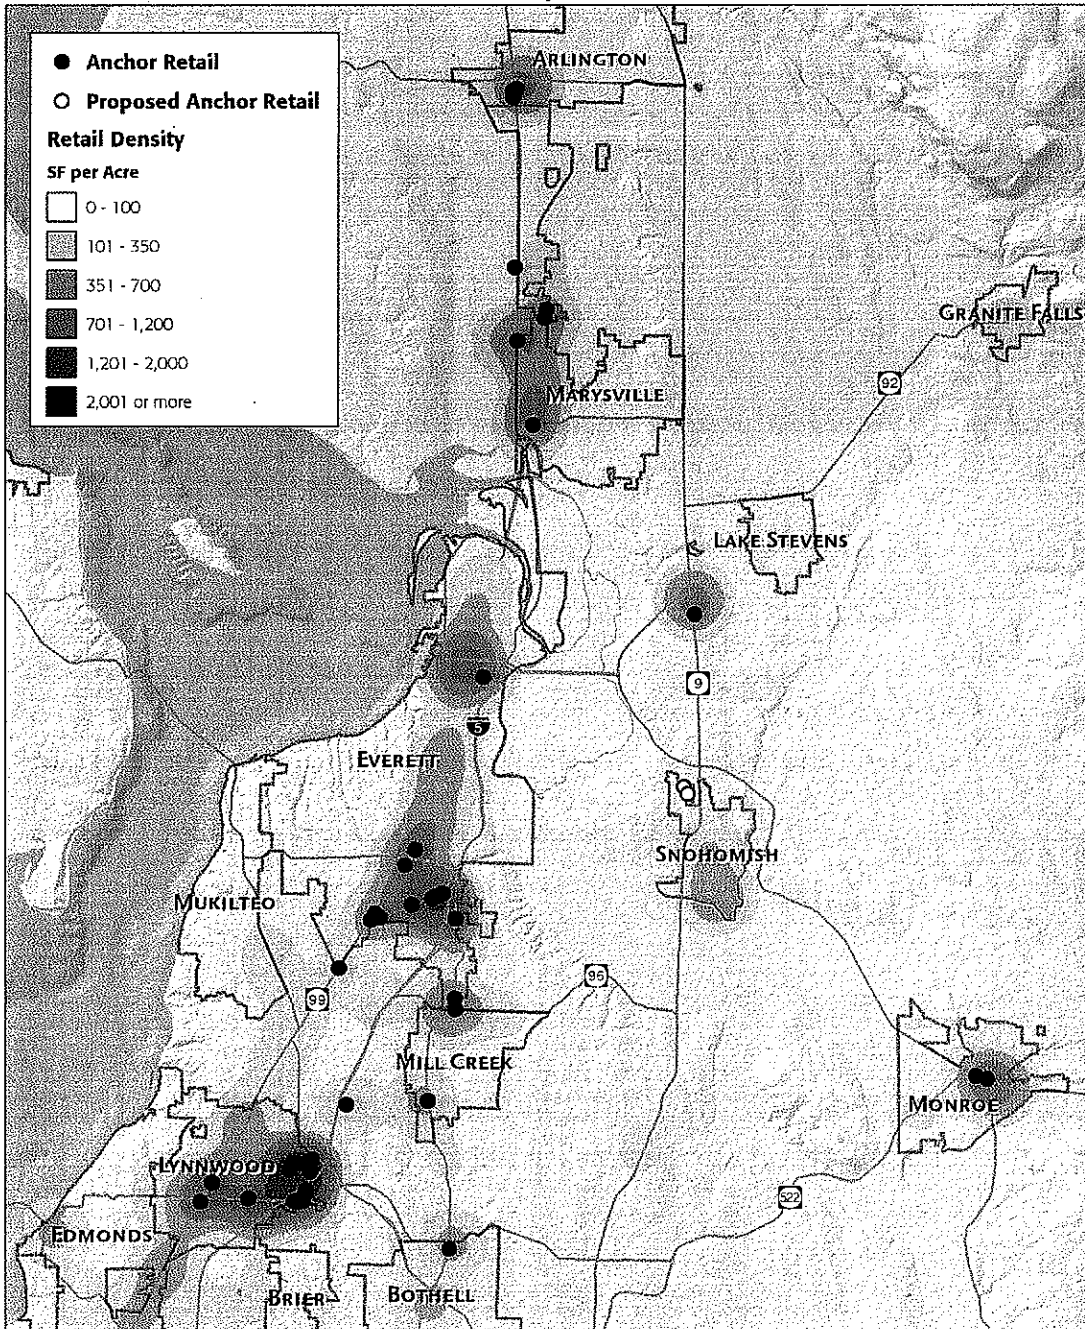 Anchor Retail
Proposed Anchor Retail
Retail Density
SF per Acre
0 - 100
101 - 350
351 - 700
701 - 1,200
1,201 - 2,000
2,001 or more
ARLINGTON
GRANITE FALLS
92
MARYSVILLE
LAKE STEVENS
9
5
EVERETT
SNOHOMISH
MUKILTEO
96
99
MILL CREEK
MONROE
LYNNWOOD
522
EDMONDS
BRIER
BOTHELL